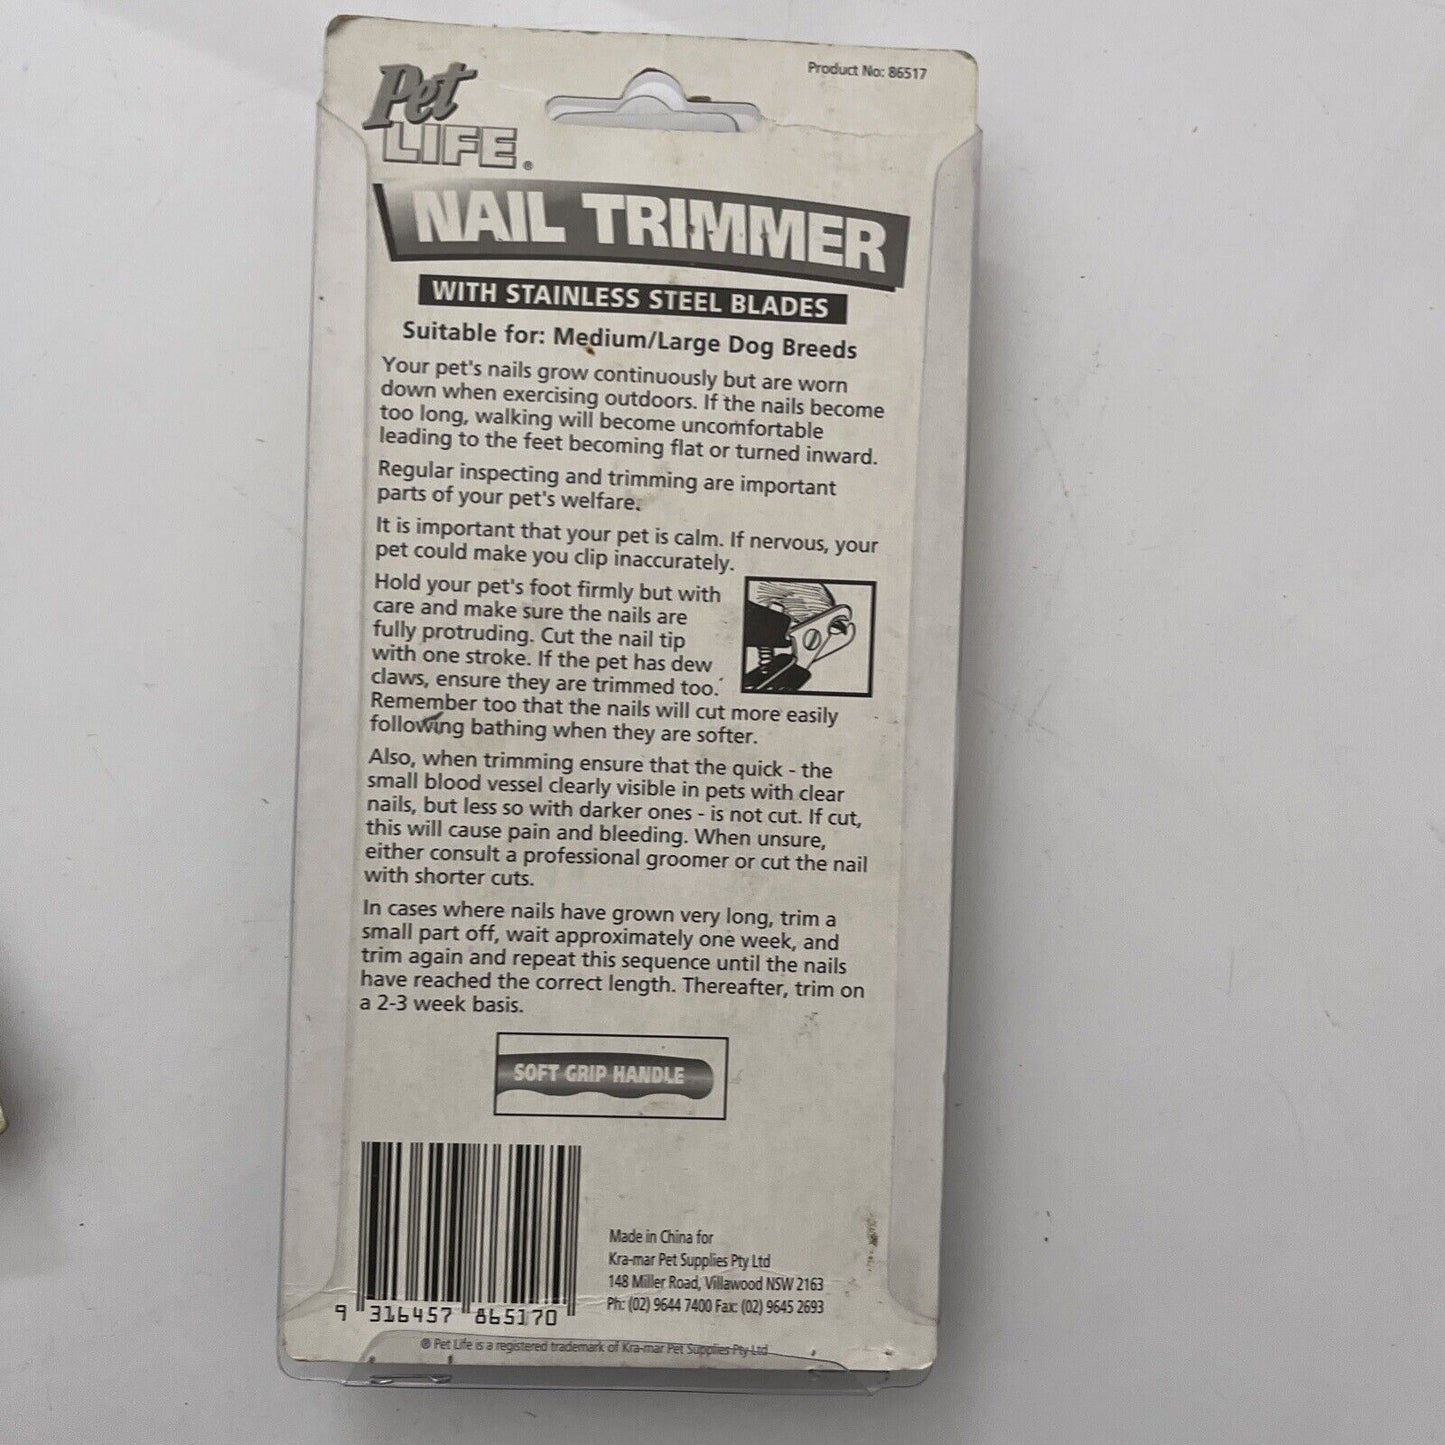 Product No: 86517
Pet
LIFE®
NAIL TRIMMER
WITH STAINLESS STEEL BLADES
Suitable for: Medium/Large Dog Breeds
Your pet's nails grow continuously but are worn
down when exercising outdoors. If the nails become
too long, walking will become uncomfortable
leading to the feet becoming flat or turned inward.
Regular inspecting and trimming are important
parts of your pet's welfare.
It is important that your pet is calm. If nervous, your
pet could make you clip inaccurately.
Hold your pet's foot firmly but with
care and make sure the nails are
fully protruding. Cut the nail tip
with one stroke. If the pet has dew
claws, ensure they are trimmed too.
Remember too that the nails will cut more easily
following bathing when they are softer.
Also, when trimming ensure that the quick - the
small blood vessel clearly visible in pets with clear
nails, but less so with darker ones - is not cut. If cut,
this will cause pain and bleeding. When unsure,
either consult a professional groomer or cut the nail
with shorter cuts.
In cases where nails have grown very long, trim a
small part off, wait approximately one week, and
trim again and repeat this sequence until the nails
have reached the correct length. Thereafter, trim on
a 2-3 week basis.
SOFT GRIP HANDLE
9 316457 865170
Made in China for
Kra-mar Pet Supplies Pty Ltd
148 Miller Road, Villawood NSW 2163
Ph: (02) 9644 7400 Fax: (02) 9645 2693
® Pet Life is a registered trademark of Kra-mar Pet Supplies Pty Ltd